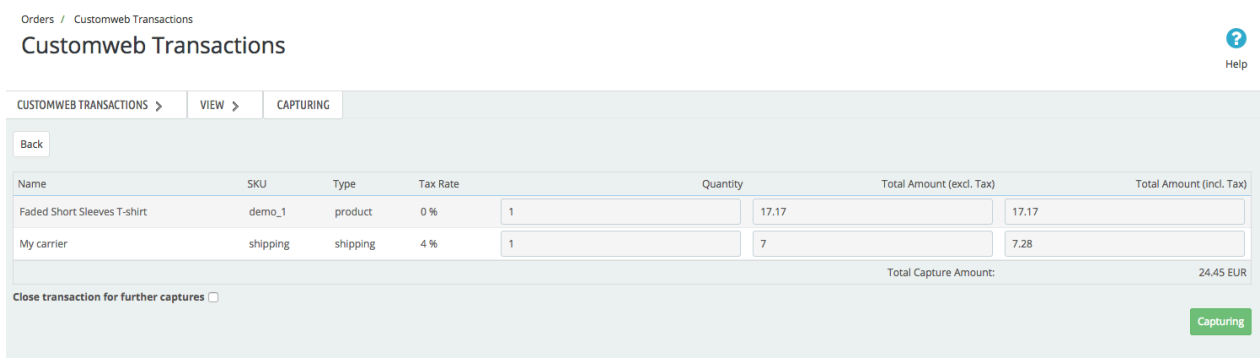 Orders / Customweb Transactions
Customweb Transactions
Help
CUSTOMWEB TRANSACTIONS > VIEW > CAPTURING
Back
Name SKU Type Tax Rate Quantity Total Amount (excl. Tax) Total Amount (incl. Tax)
Faded Short Sleeves T-shirt demo_1 product 0 % 1 17.17 17.17
My carrier shipping shipping 4 % 1 7 7.28
Total Capture Amount: 24.45 EUR
Close transaction for further captures
Capturing